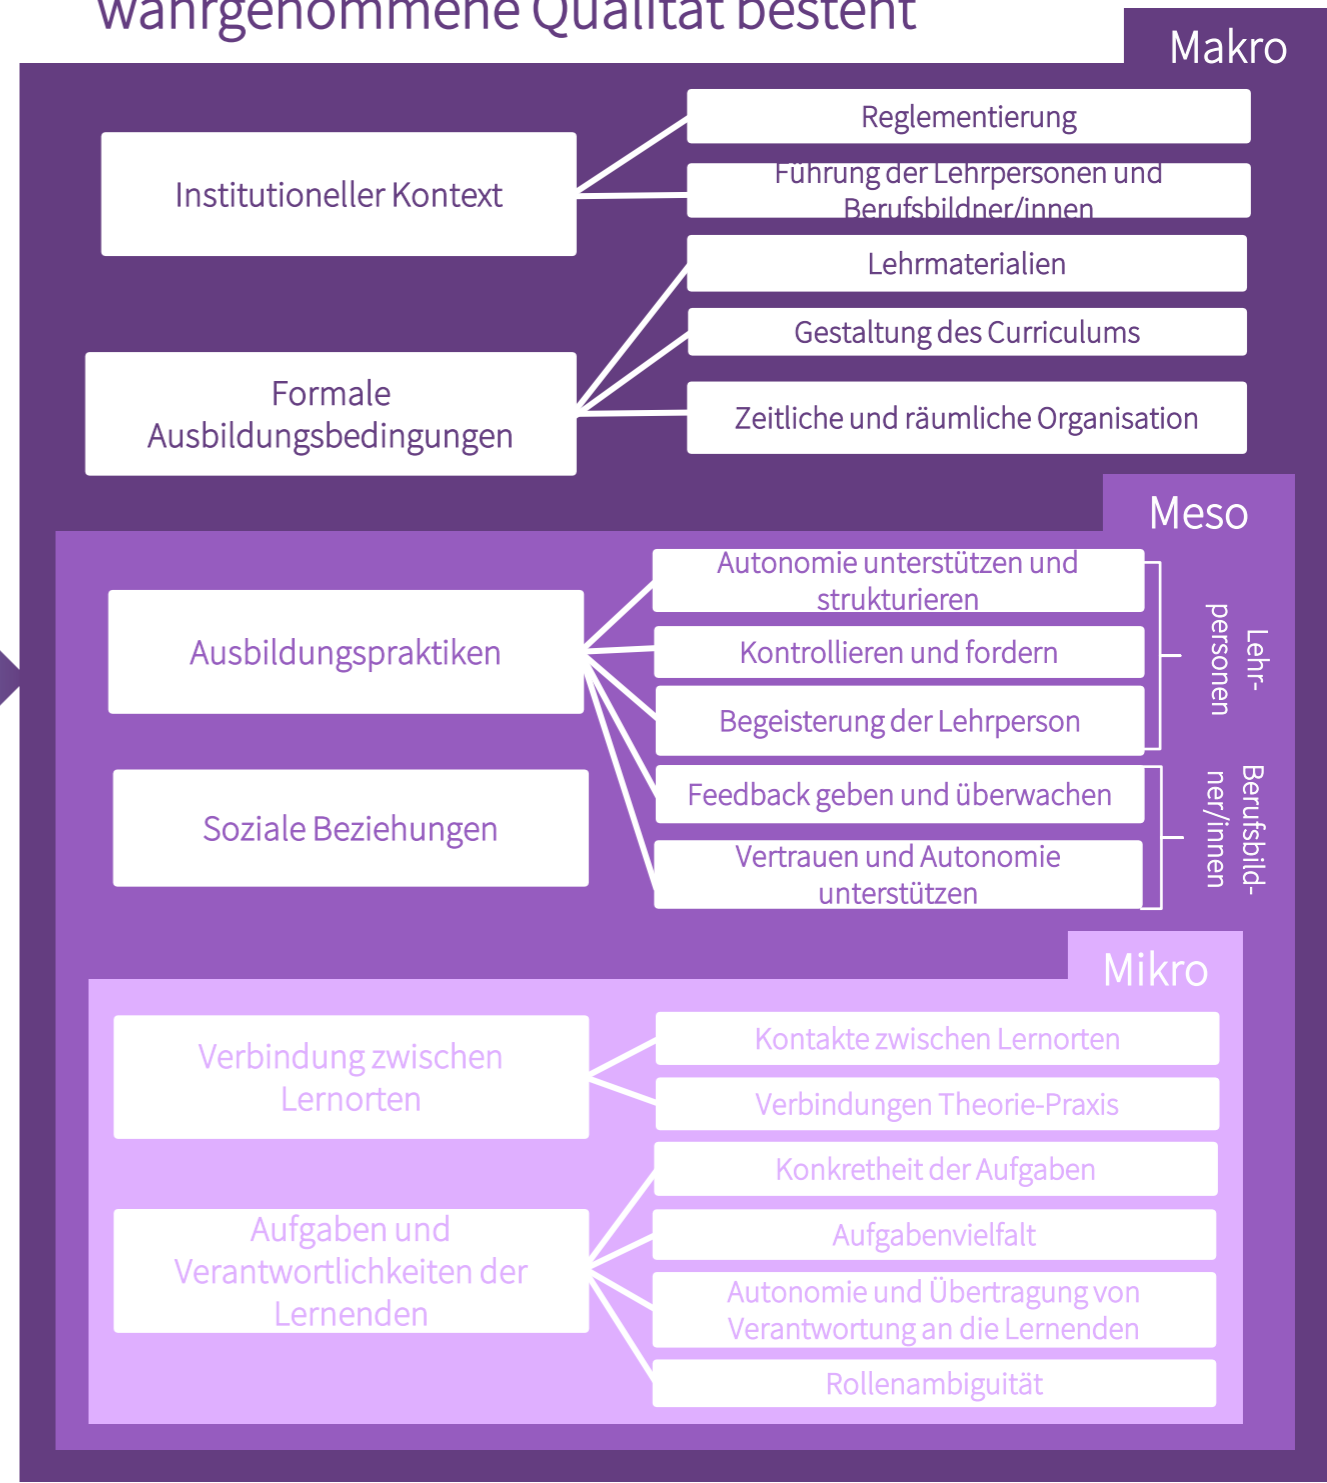 wahrgenommene Qualität besteht
Makro
Institutioneller Kontext
Reglementierung
Führung der Lehrpersonen und
Berufsbildner/innen
Formale
Ausbildungsbedingungen
Lehrmaterialien
Gestaltung des Curriculums
Zeitliche und räumliche Organisation
Meso
Ausbildungspraktiken
Autonomie unterstützen und
strukturieren
Kontrollieren und fordern
Begeisterung der Lehrperson
Lehr-
personen
Feedback geben und überwachen
Vertrauen und Autonomie
unterstützen
Berufsbild-
ner/innen
Soziale Beziehungen
Mikro
Verbindung zwischen
Lernorten
Kontakte zwischen Lernorten
Verbindungen Theorie-Praxis
Aufgaben und
Verantwortlichkeiten der
Lernenden
Konkretheit der Aufgaben
Aufgabenvielfalt
Autonomie und Übertragung von
Verantwortung an die Lernenden
Rollenambiguität